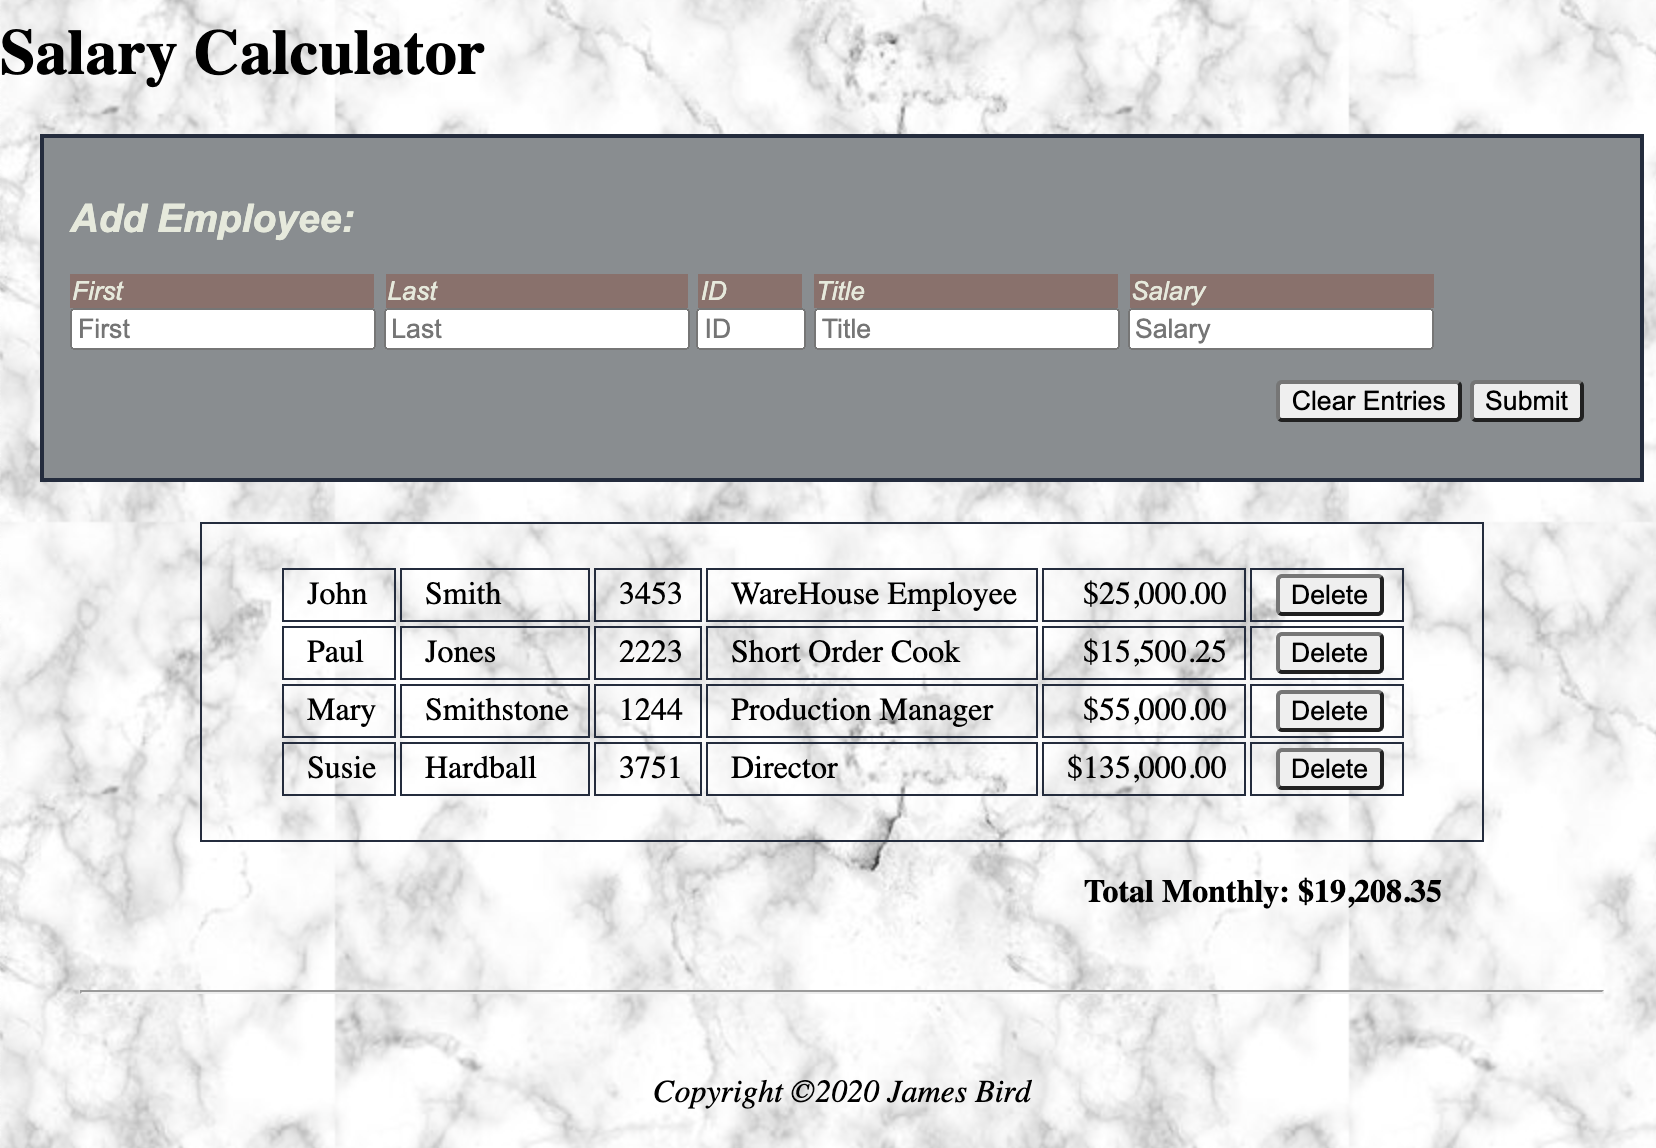 Salary Calculator
Add Employee:
First Last ID Title Salary
First Last ID Title Salary
Clear Entries Submit
John Smith 3453 WareHouse Employee $25,000.00 Delete
Paul Jones 2223 Short Order Cook $15,500.25 Delete
Mary Smithstone 1244 Production Manager $55,000.00 Delete
Susie Hardball 3751 Director $135,000.00 Delete
Total Monthly: $19,208.35
Copyright ©2020 James Bird